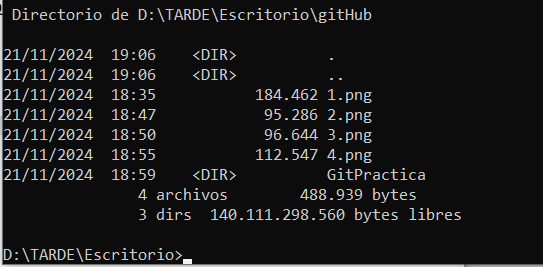 Directorio de D:\TARDE\Escritorio\gitHub
21/11/2024  19:06    <DIR>          .
21/11/2024  19:06    <DIR>          ..
21/11/2024  18:35           184.462 1.png
21/11/2024  18:47            95.286 2.png
21/11/2024  18:50            96.644 3.png
21/11/2024  18:55           112.547 4.png
21/11/2024  18:59    <DIR>          GitPractica
               4 archivos        488.939 bytes
               3 dirs  140.111.298.560 bytes libres
D:\TARDE\Escritorio>